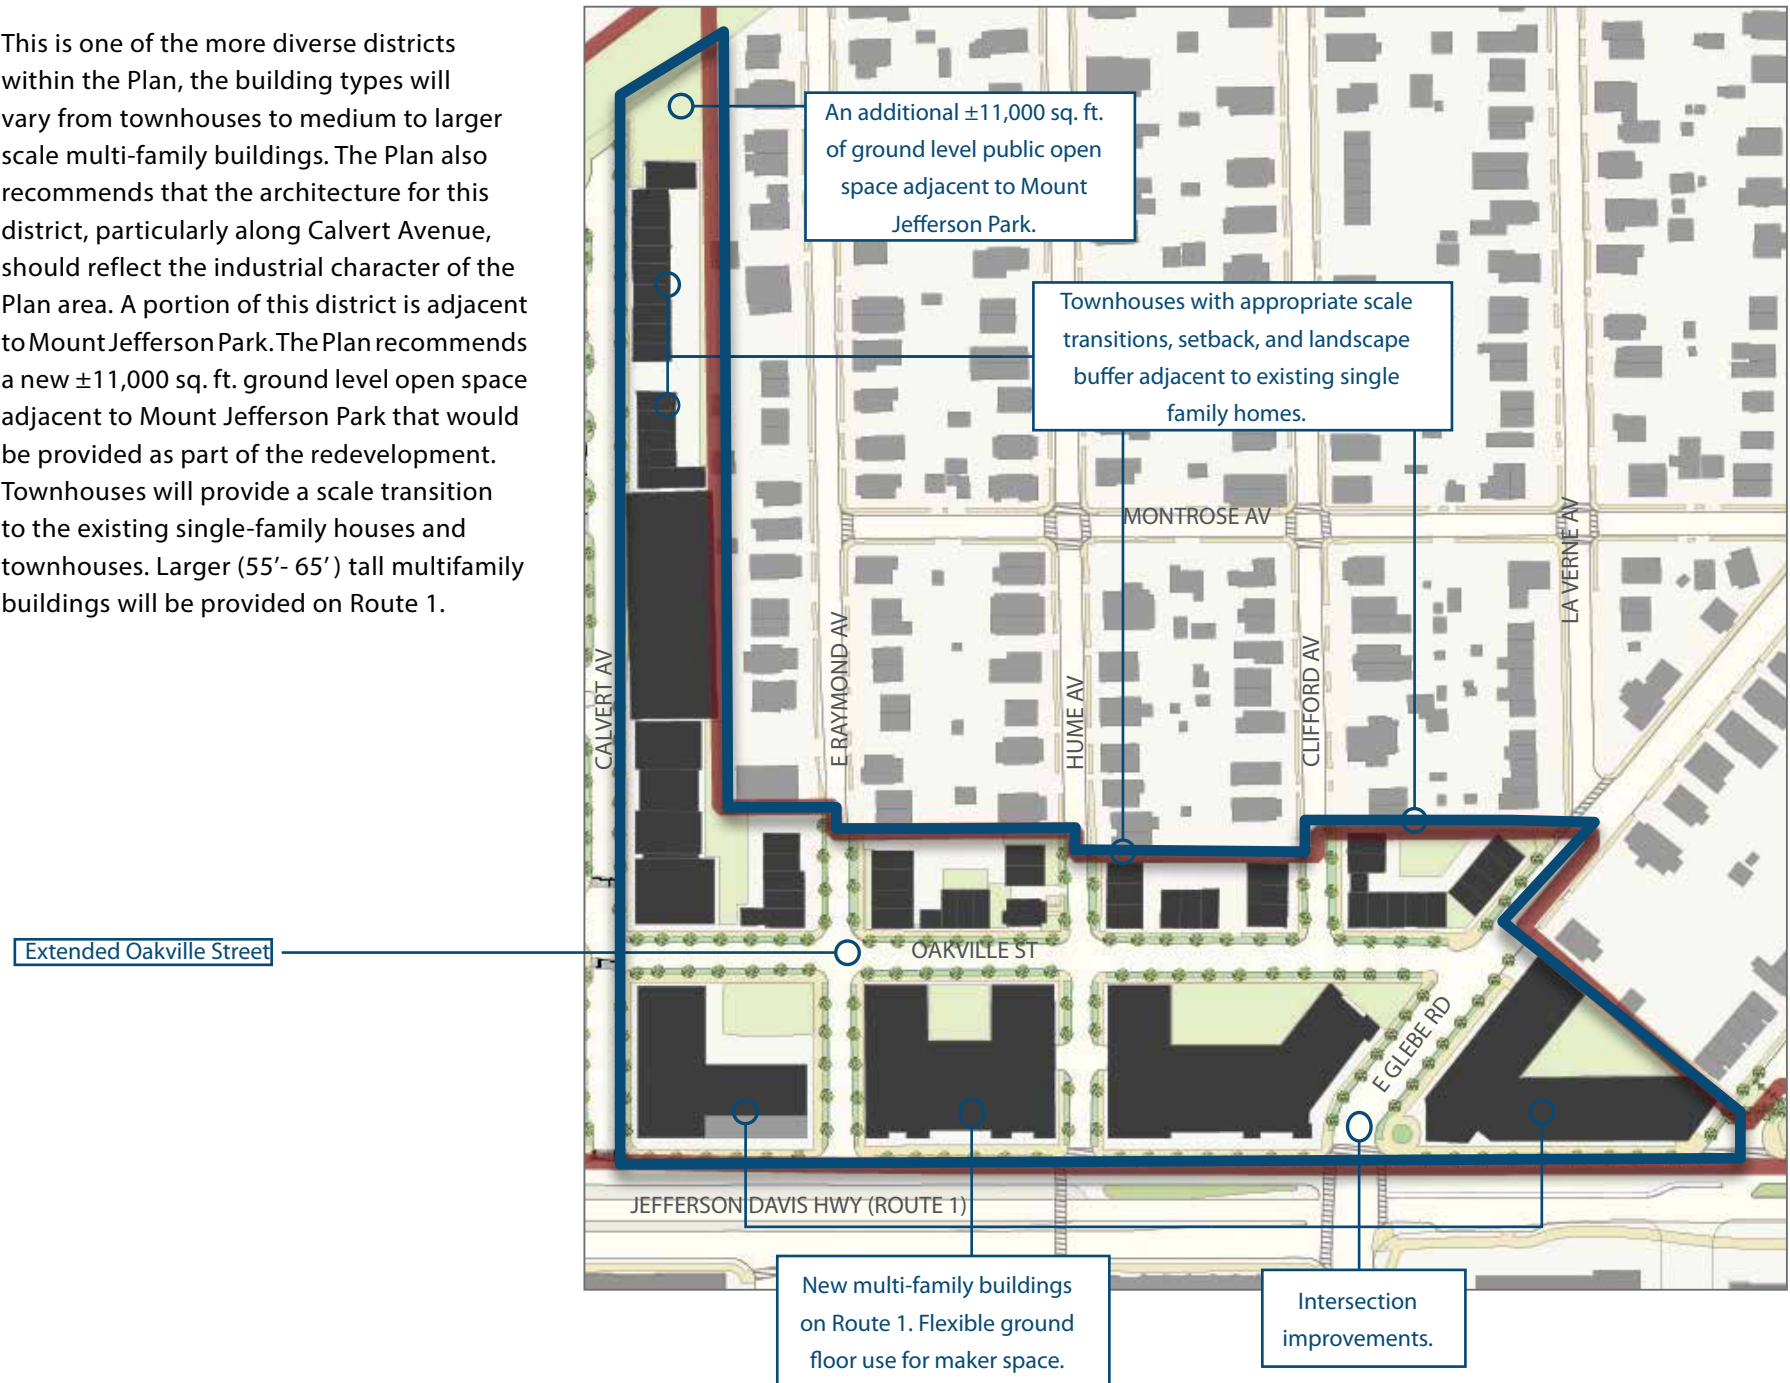 This is one of the more diverse districts
within the Plan, the building types will
vary from townhouses to medium to larger
scale multi-family buildings. The Plan also
recommends that the architecture for this
district, particularly along Calvert Avenue,
should reflect the industrial character of the
Plan area. A portion of this district is adjacent
to Mount Jefferson Park. The Plan recommends
a new ±11,000 sq. ft. ground level open space
adjacent to Mount Jefferson Park that would
be provided as part of the redevelopment.
Townhouses will provide a scale transition
to the existing single-family houses and
townhouses. Larger (55'- 65') tall multifamily
buildings will be provided on Route 1.
An additional ±11,000 sq. ft.
of ground level public open
space adjacent to Mount
Jefferson Park.
Townhouses with appropriate scale
transitions, setback, and landscape
buffer adjacent to existing single
family homes.
MONTROSE AV
LA VERNE AV
CALVERT AV
E RAYMOND AV
HUME AV
CLIFFORD AV
Extended Oakville Street
OAKVILLE ST
E GLEBE RD
JEFFERSON DAVIS HWY (ROUTE 1)
New multi-family buildings
on Route 1. Flexible ground
floor use for maker space.
Intersection
improvements.